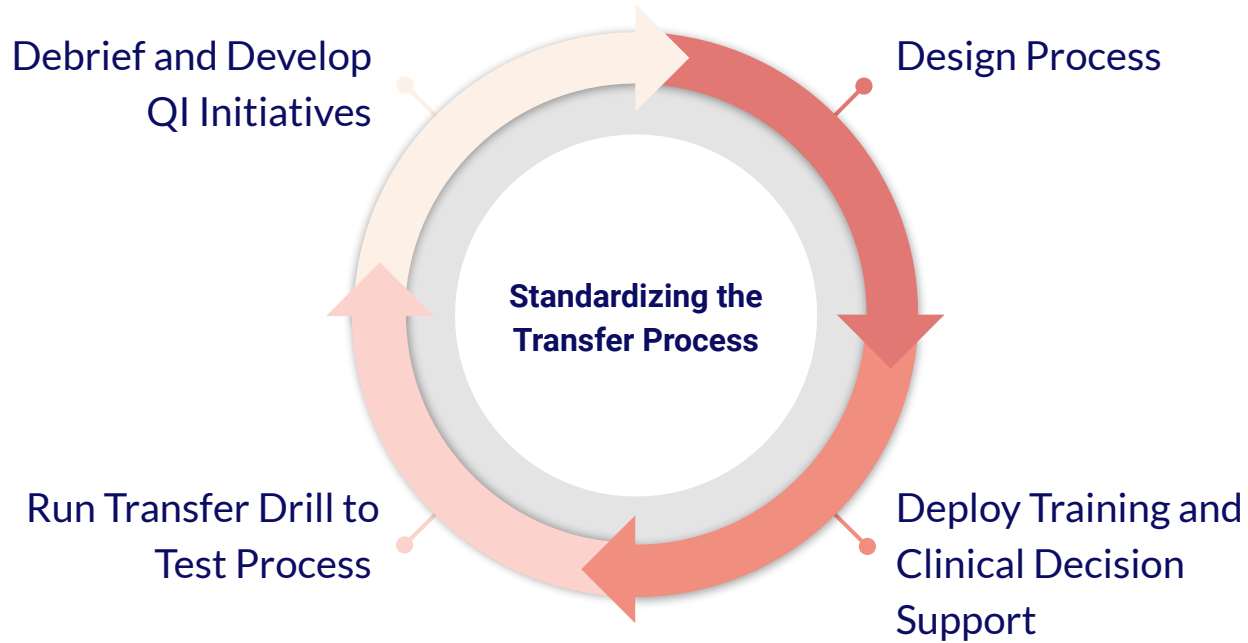 Debrief and Develop
QI Initiatives
Design Process
Standardizing the
Transfer Process
Run Transfer Drill to
Test Process
Deploy Training and
Clinical Decision
Support